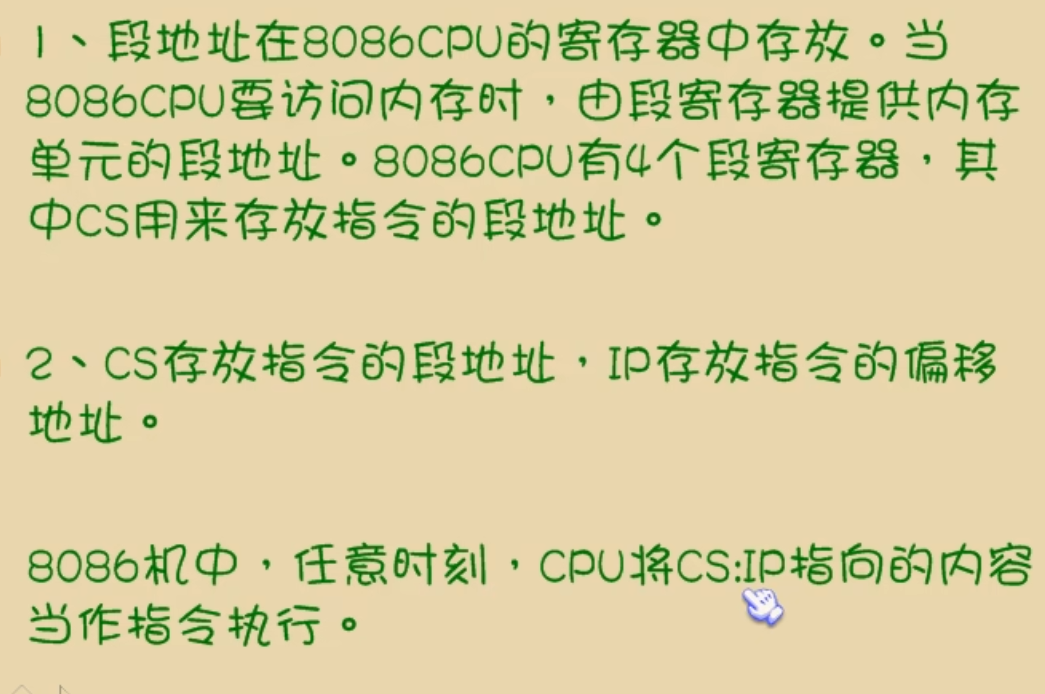 1、段地址在8086CPU的寄存器中存放。当
8086CPU要访问内存时，由段寄存器提供内存
单元的段地址。8086CPU有4个段寄存器，其
中CS用来存放指令的段地址。
2、CS存放指令的段地址，IP存放指令的偏移
地址。
8086机中，任意时刻，CPU将CS:IP指向的内容
当作指令执行。